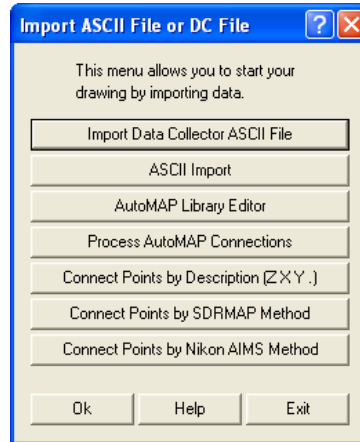 Import ASCII File or DC File
This menu allows you to start your
drawing by importing data.
Import Data Collector ASCII File
ASCII Import
AutoMAP Library Editor
Process AutoMAP Connections
Connect Points by Description (Z X Y .)
Connect Points by SDRMAP Method
Connect Points by Nikon AIMS Method
Ok Help Exit